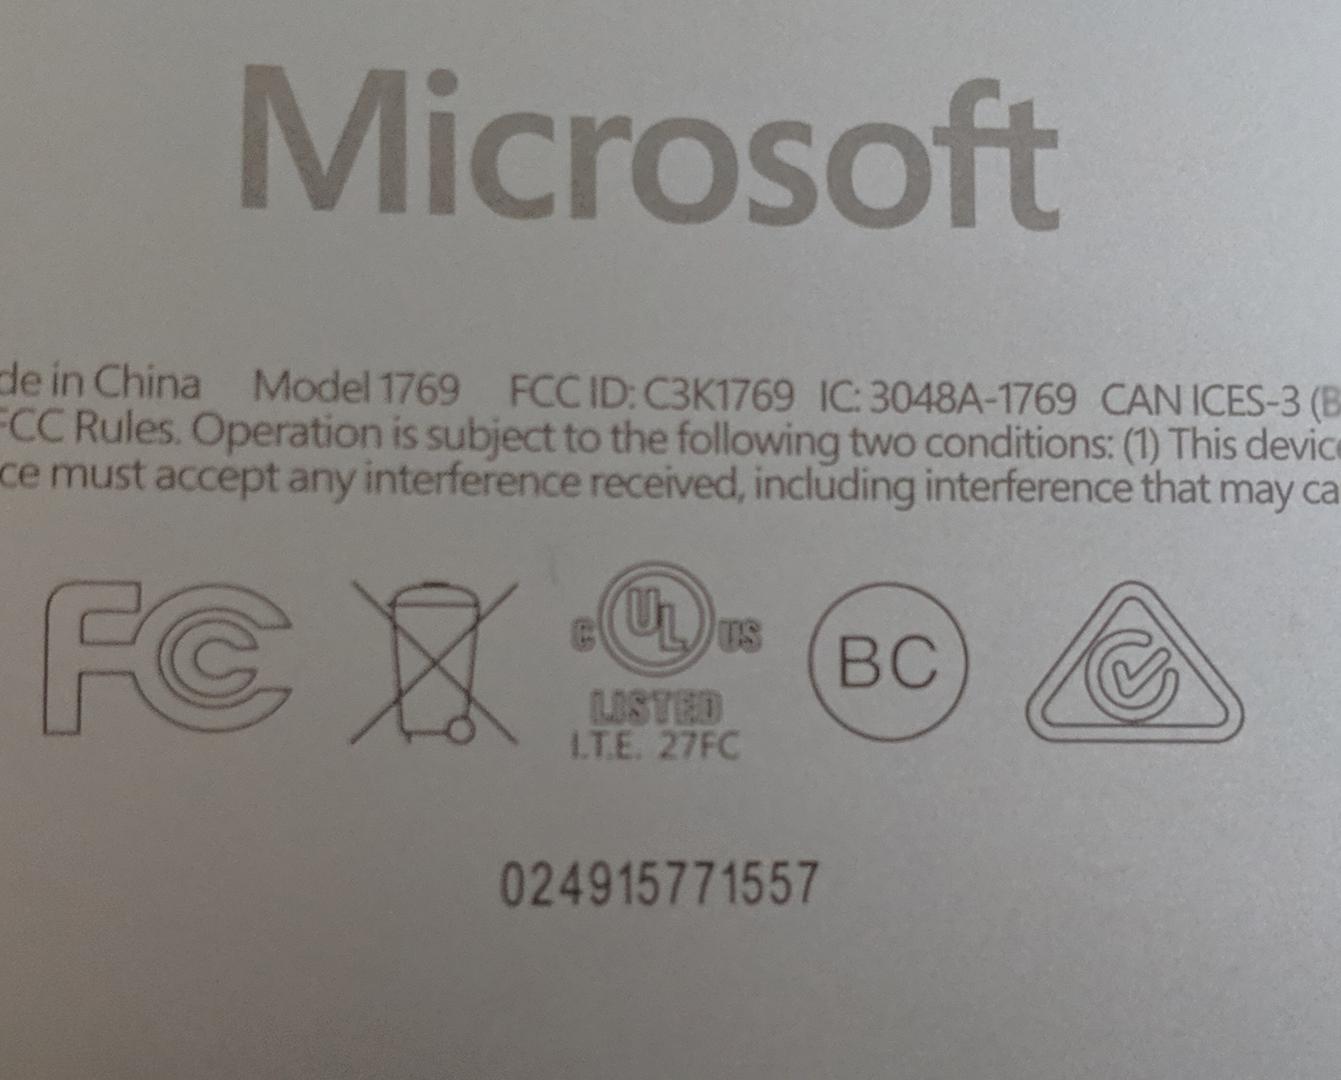 Microsoft
de in China Model 1769 FCC ID: C3K1769 IC: 3048A-1769 CAN ICES-3 (B
FCC Rules. Operation is subject to the following two conditions: (1) This device
ce must accept any interference received, including interference that may ca
FC
C UL US
LISTED
I.T.E. 27FC
BC
024915771557